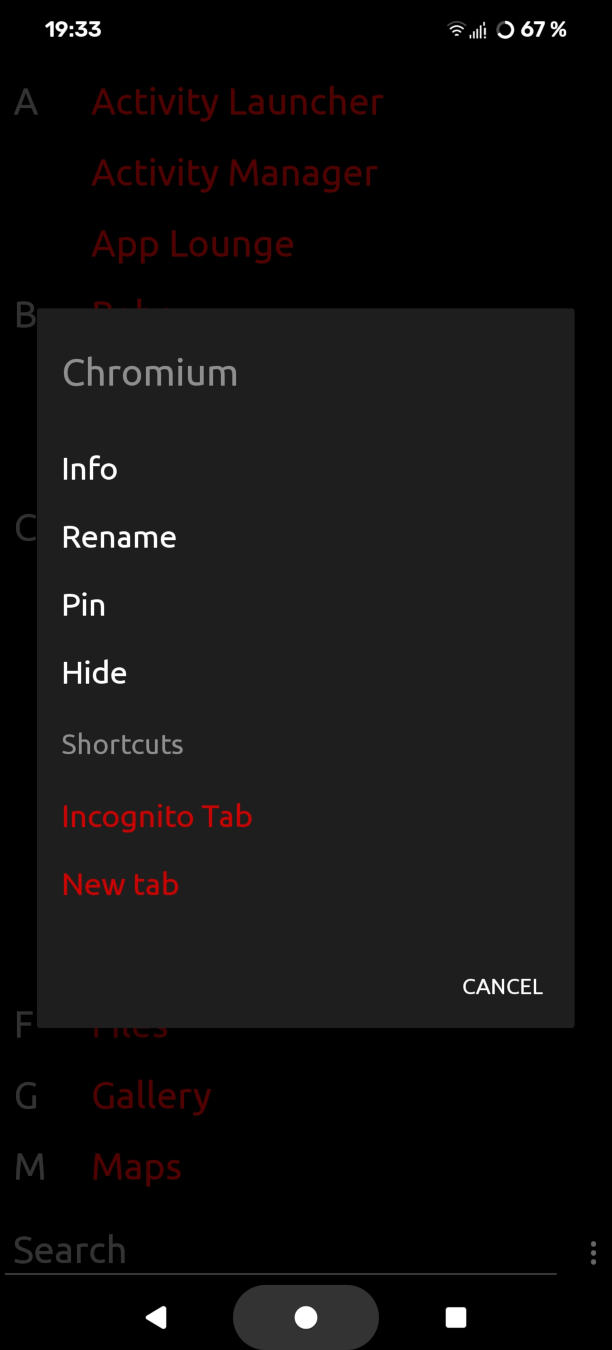 19:33 67 %
A Activity Launcher
Activity Manager
App Lounge
B
Chromium
Info
Rename
Pin
Hide
C
Shortcuts
Incognito Tab
New tab
CANCEL
F Files
G Gallery
M Maps
Search